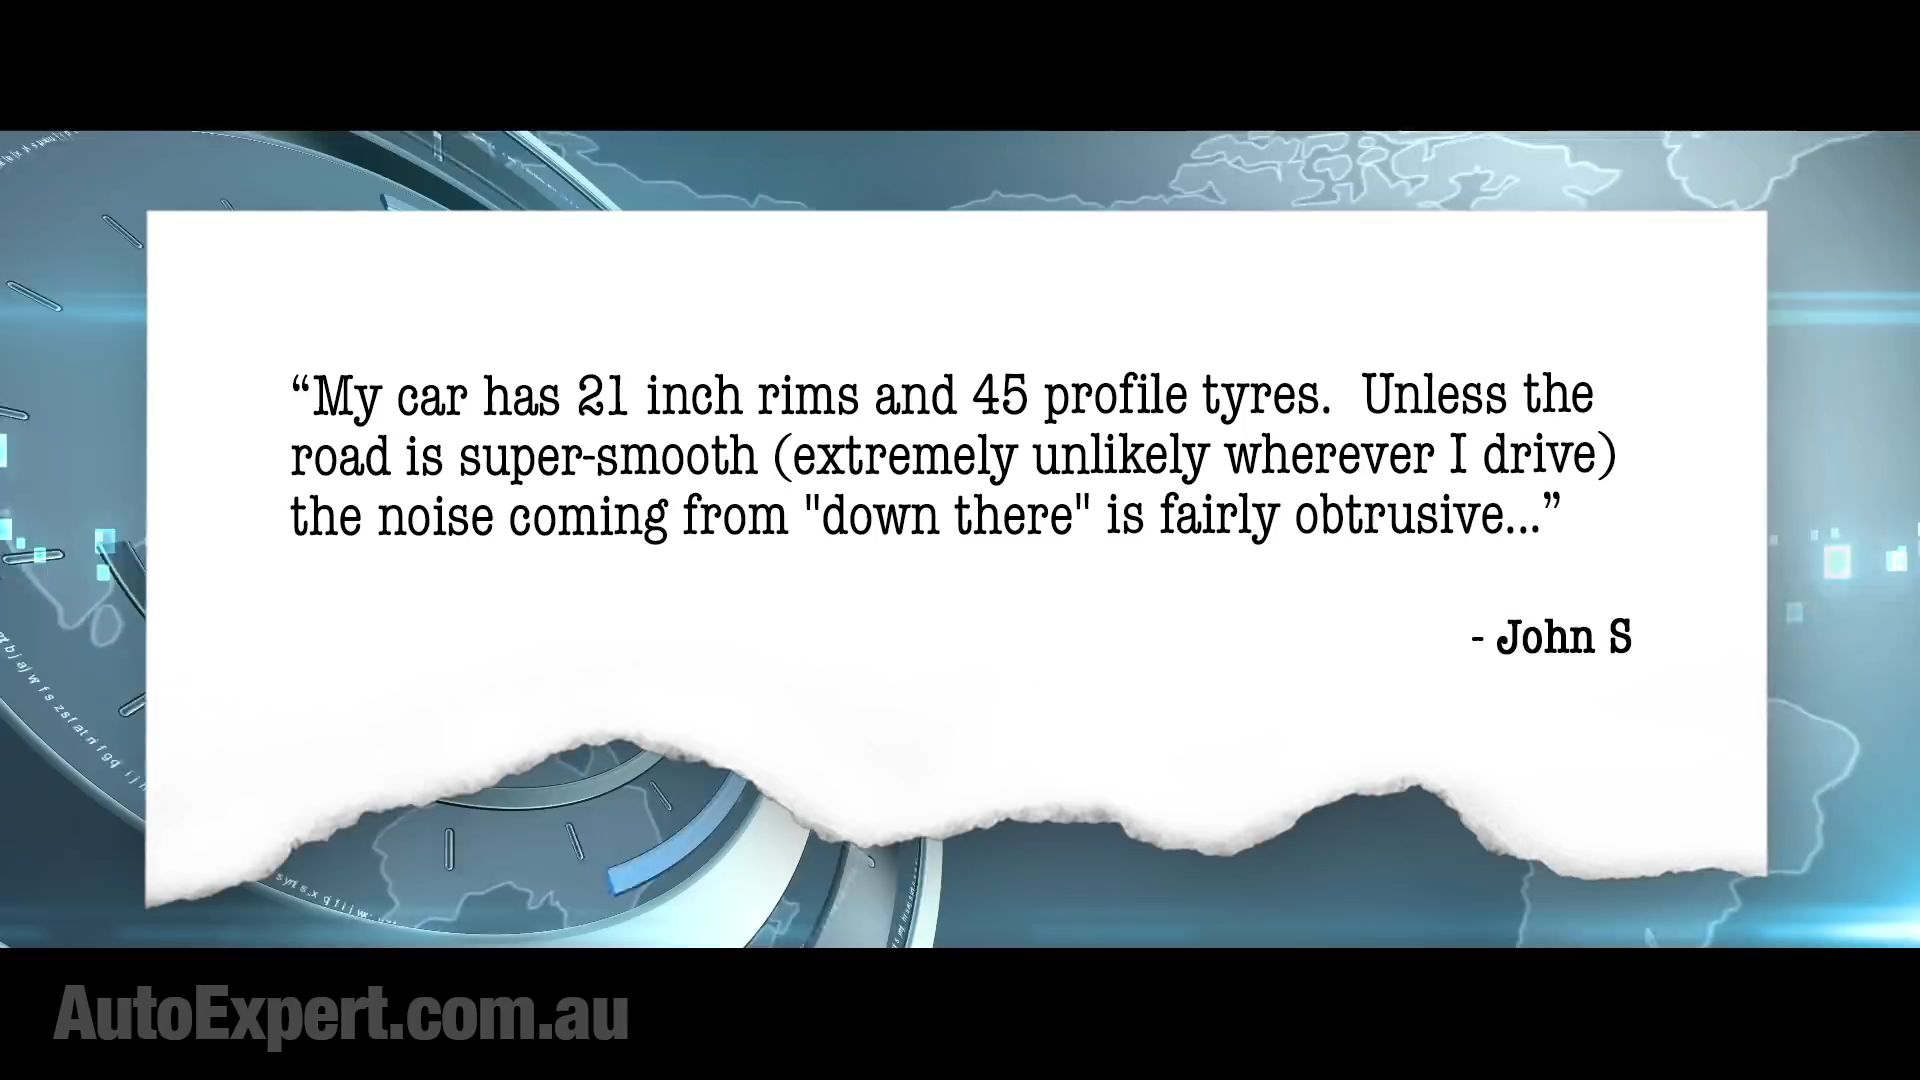 “My car has 21 inch rims and 45 profile tyres.  Unless the
road is super-smooth (extremely unlikely wherever I drive)
the noise coming from "down there" is fairly obtrusive...”
- John S
AutoExpert.com.au